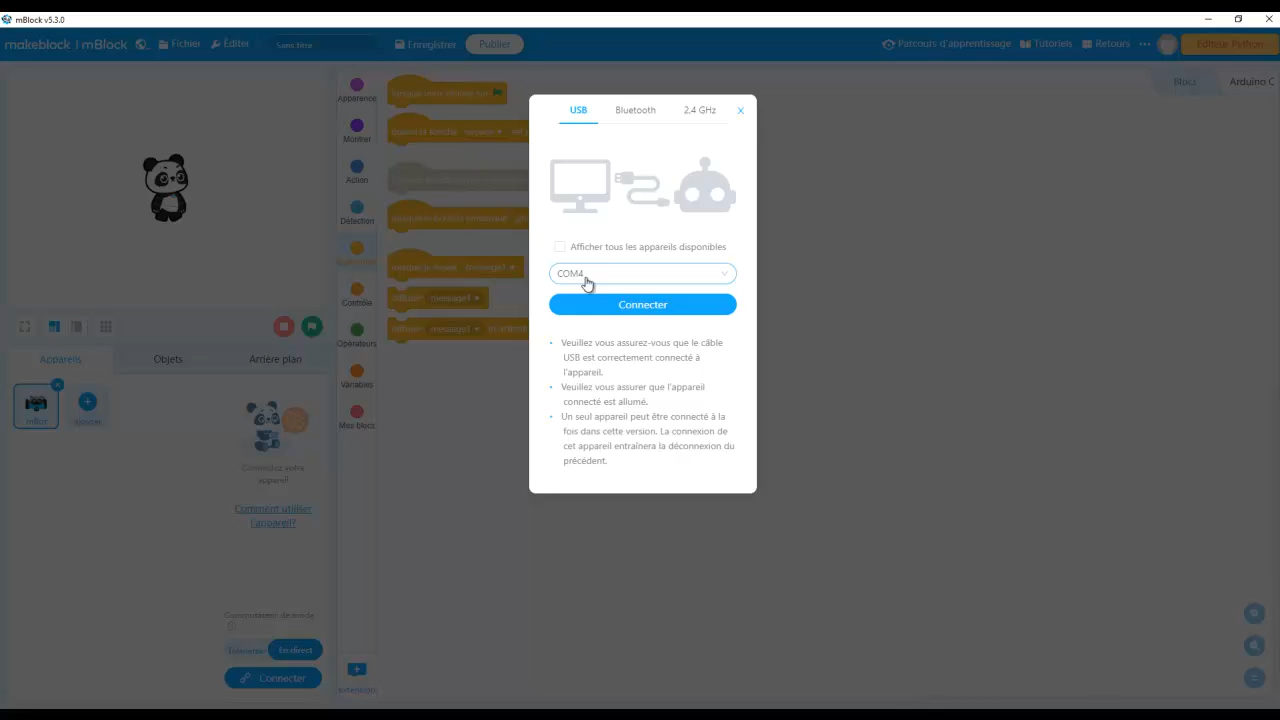 mBlock v5.3.0
makeblock | mBlock
Fichier
Éditer
Sans titre
Enregistrer
Publier
Parcours d'apprentissage
Tutoriels
Retours
Editeur Python
Blocs
Arduino C
Apparence
Montrer
Action
Détection
Contrôle
Opérateurs
Variables
Mes blocs
extension
message1
message1
message1
USB
Bluetooth
2,4 GHz
Afficher tous les appareils disponibles
COM4
Connecter
Veuillez vous assurez-vous que le câble
USB est correctement connecté à
l'appareil.
Veuillez vous assurer que l'appareil
connecté est allumé.
Un seul appareil peut être connecté à la
fois dans cette version. La connexion de
cet appareil entraînera la déconnexion du
précédent.
Appareils
Objets
Arrière plan
mBot
ajouter
Connectez votre
appareil
Comment utiliser
l'appareil?
Commutateur de mode
Téléverser
En direct
Connecter